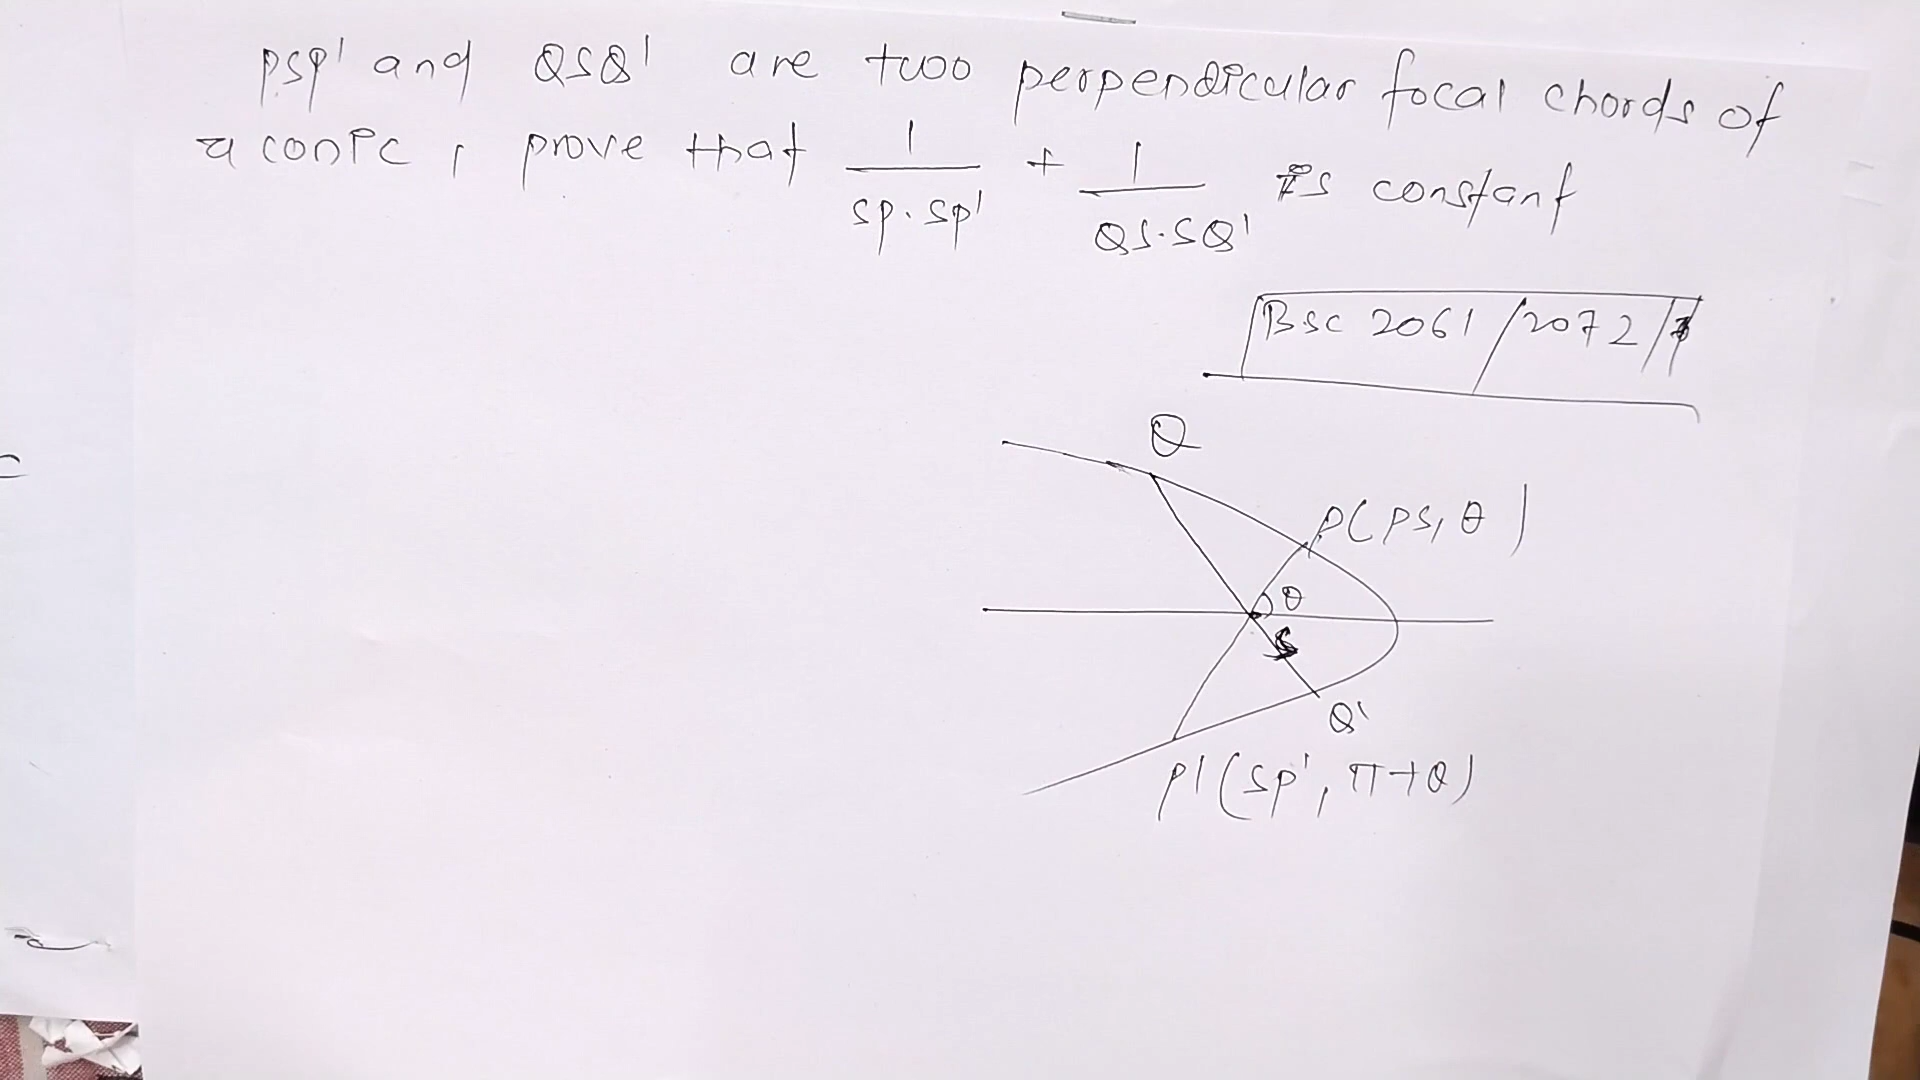 PSP' and QSQ' are two perpendicular focal chords of
a conic, prove that 1/SP.SP' + 1/QS.SQ' is constant
Bsc 2061/2072/
Q
P(PS, θ)
θ
S
Q'
P'(SP', π+θ)